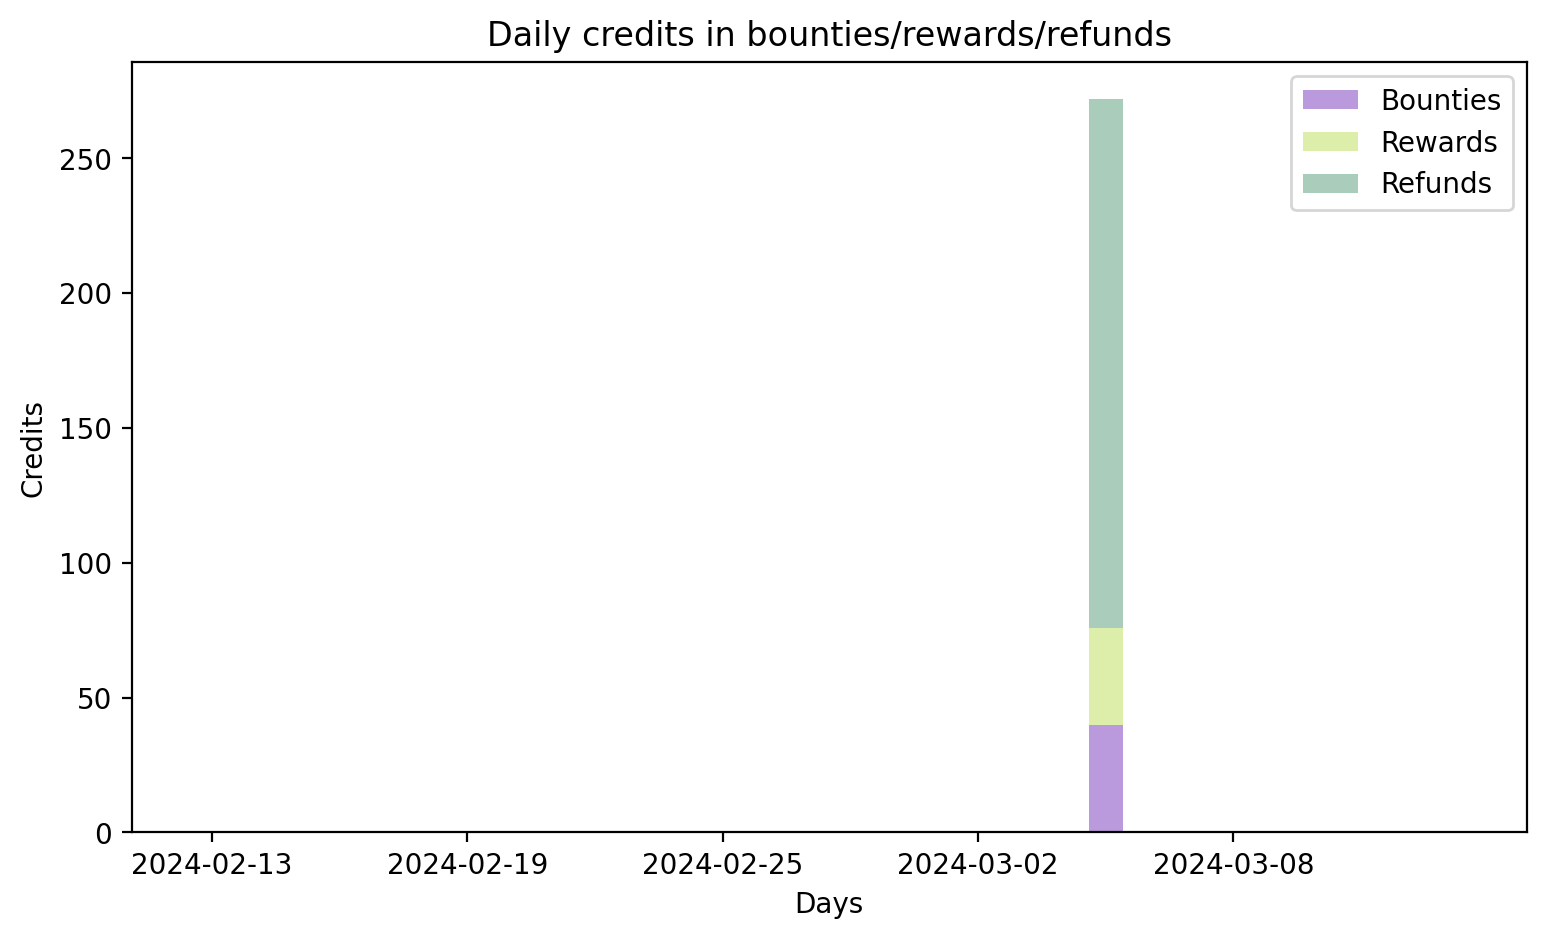 Daily credits in bounties/rewards/refunds
Bounties
Rewards
Refunds
Credits
250
200
150
100
50
0
2024-02-13 2024-02-19 2024-02-25 2024-03-02 2024-03-08
Days